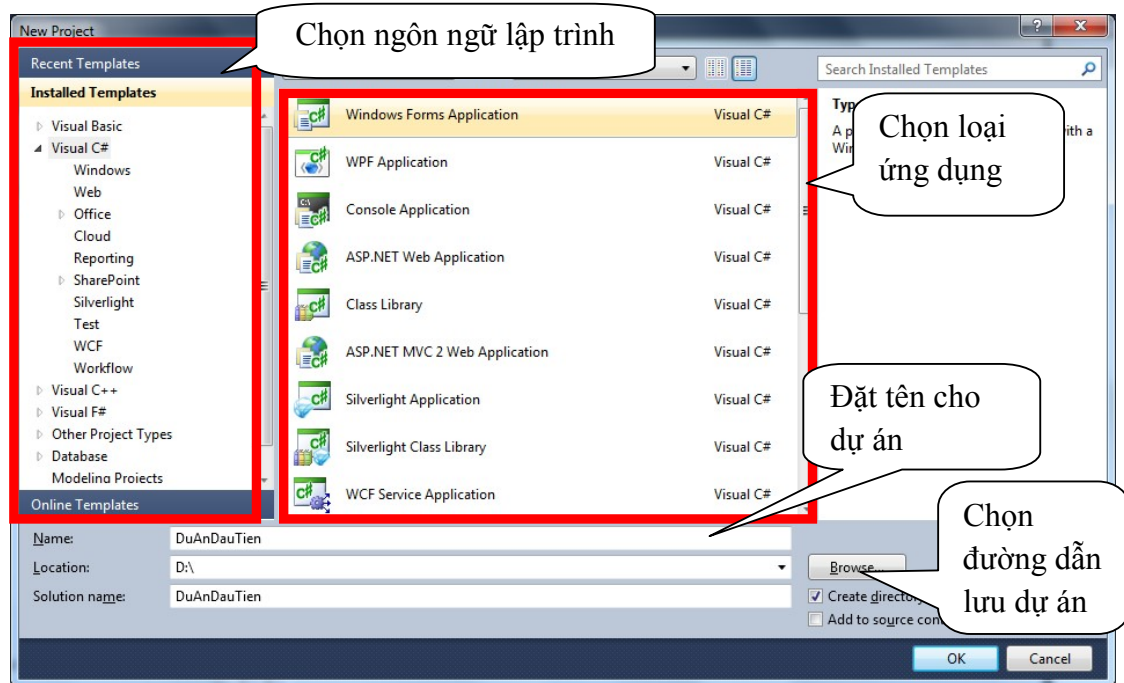 New Project
Chọn ngôn ngữ lập trình
Recent Templates
Search Installed Templates
Installed Templates
Visual Basic
Visual C#
Windows
Web
Office
Cloud
Reporting
SharePoint
Silverlight
Test
WCF
Workflow
Visual C++
Visual F#
Other Project Types
Database
Modeling Projects
Online Templates
Windows Forms Application Visual C#
WPF Application Visual C#
Console Application Visual C#
ASP.NET Web Application Visual C#
Class Library Visual C#
ASP.NET MVC 2 Web Application Visual C#
Silverlight Application Visual C#
Silverlight Class Library Visual C#
WCF Service Application Visual C#
Chọn loại
ứng dụng
with a
Đặt tên cho
dự án
Chọn
đường dẫn
lưu dự án
Name: DuAnDauTien
Location: D:\
Browse...
Solution name: DuAnDauTien
Create
Add to source
OK Cancel